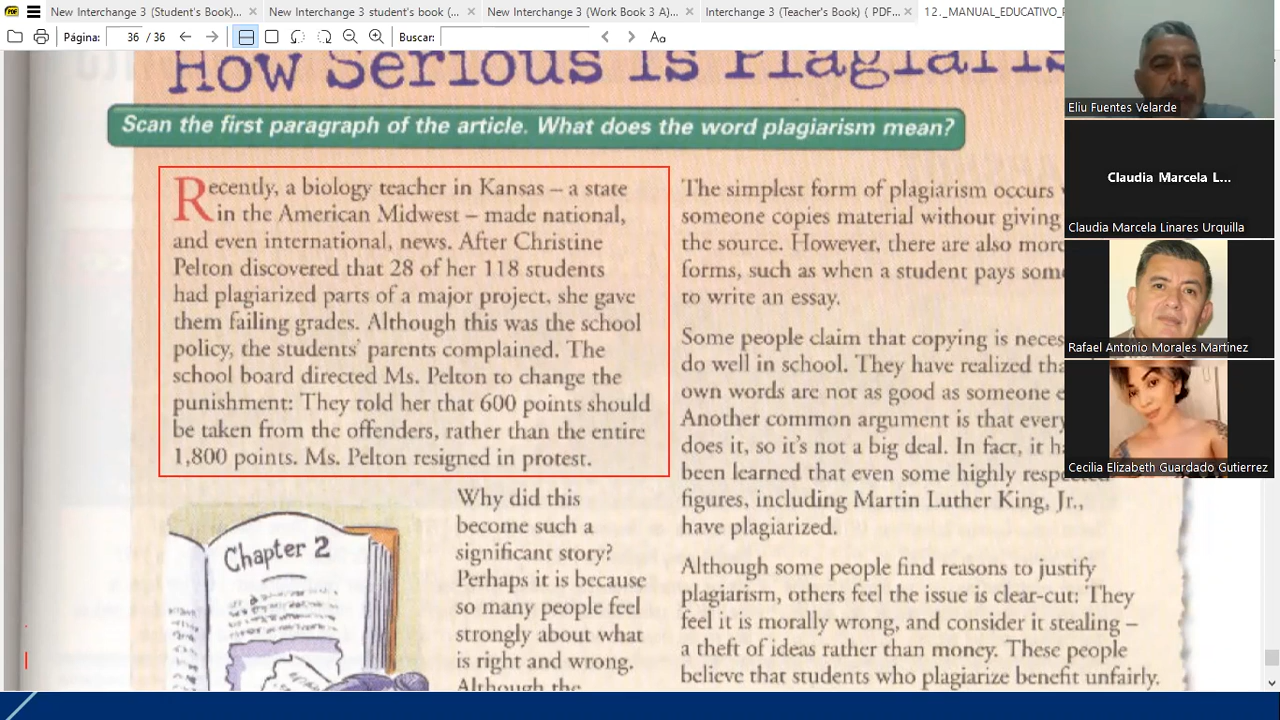 New Interchange 3 (Student's Book)...
New Interchange 3 student's book (...
New Interchange 3 (Work Book 3 A)...
Interchange 3 (Teacher's Book) ( PDF...
12._MANUAL_EDUCATIVO_
Página: 36 / 36
Buscar:
How Serious Is
Scan the first paragraph of the article. What does the word plagiarism mean?
Recently, a biology teacher in Kansas – a state
in the American Midwest – made national,
and even international, news. After Christine
Pelton discovered that 28 of her 118 students
had plagiarized parts of a major project, she gave
them failing grades. Although this was the school
policy, the students' parents complained. The
school board directed Ms. Pelton to change the
punishment: They told her that 600 points should
be taken from the offenders, rather than the entire
1,800 points. Ms. Pelton resigned in protest.
Chapter 2
Why did this
become such a
significant story?
Perhaps it is because
so many people feel
strongly about what
is right and wrong.
Although the
The simplest form of plagiarism occurs
someone copies material without giving
the source. However, there are also more
forms, such as when a student pays
to write an essay.
Some people claim that copying is
do well in school. They have realized
own words are not as good as someone
Another common argument is that
does it, so it's not a big deal. In fact, it
been learned that even some highly
figures, including Martin Luther King, Jr.,
have plagiarized.
Although some people find reasons to justify
plagiarism, others feel the issue is clear-cut: They
feel it is morally wrong, and consider it stealing –
a theft of ideas rather than money. These people
believe that students who plagiarize benefit unfairly.
Eliu Fuentes Velarde
Claudia Marcela L...
Claudia Marcela Linares Urquilla
Rafael Antonio Morales Martinez
Cecilia Elizabeth Guardado Gutierrez